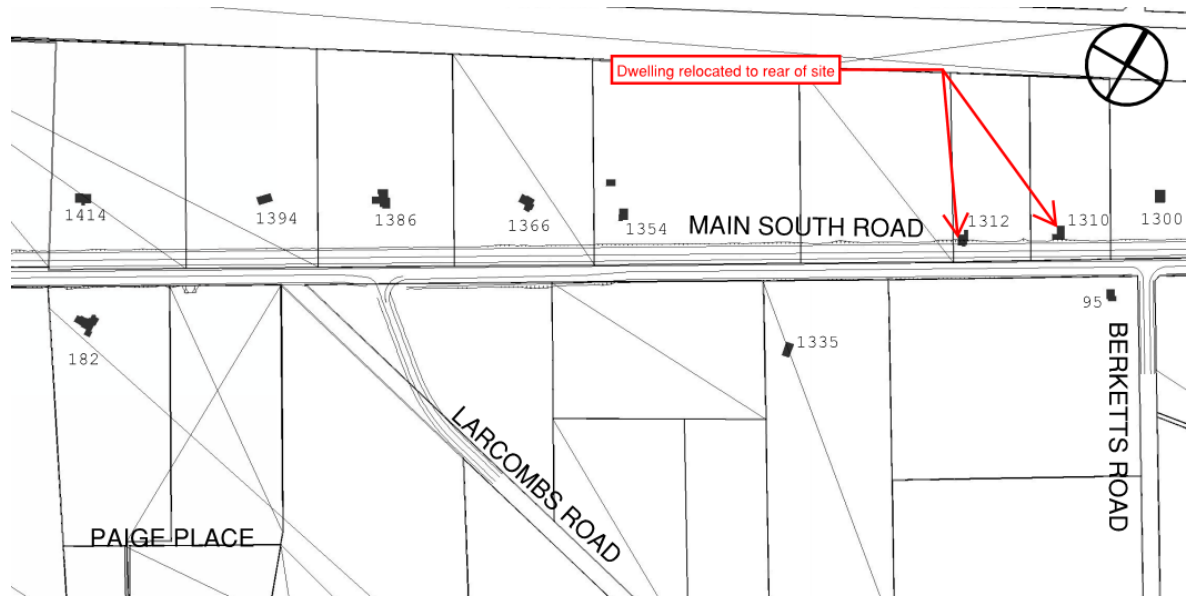 Dwelling relocated to rear of site
1414
1394
1386
1366
1354
MAIN SOUTH ROAD
1312
1310
1300
182
1335
95
LARCOMBS ROAD
BERKETTS ROAD
PAIGE PLACE